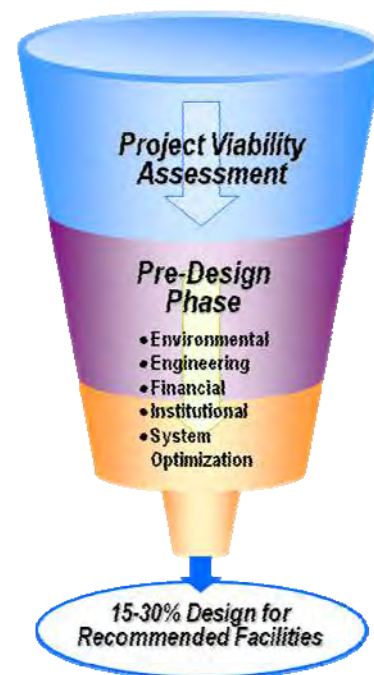 Project Viability
Assessment
Pre-Design
Phase
•Environmental
•Engineering
•Financial
•Institutional
•System
Optimization
15-30% Design for
Recommended Facilities